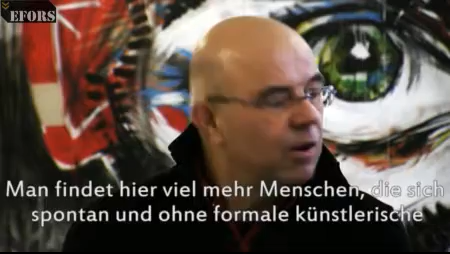 EFORS
Man findet hier viel mehr Menschen, die sich
spontan und ohne formale künstlerische